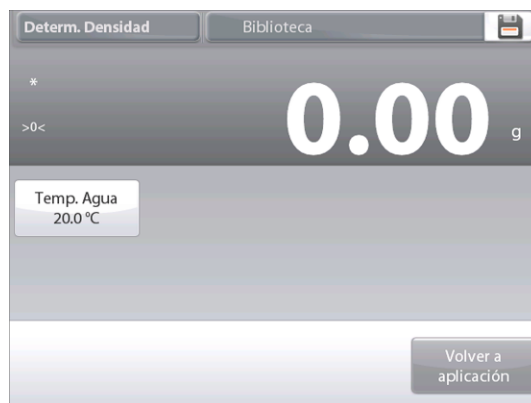 Determ. Densidad
Biblioteca
*
>0<
0.00 g
Temp. Agua
20.0 °C
Volver a
aplicación